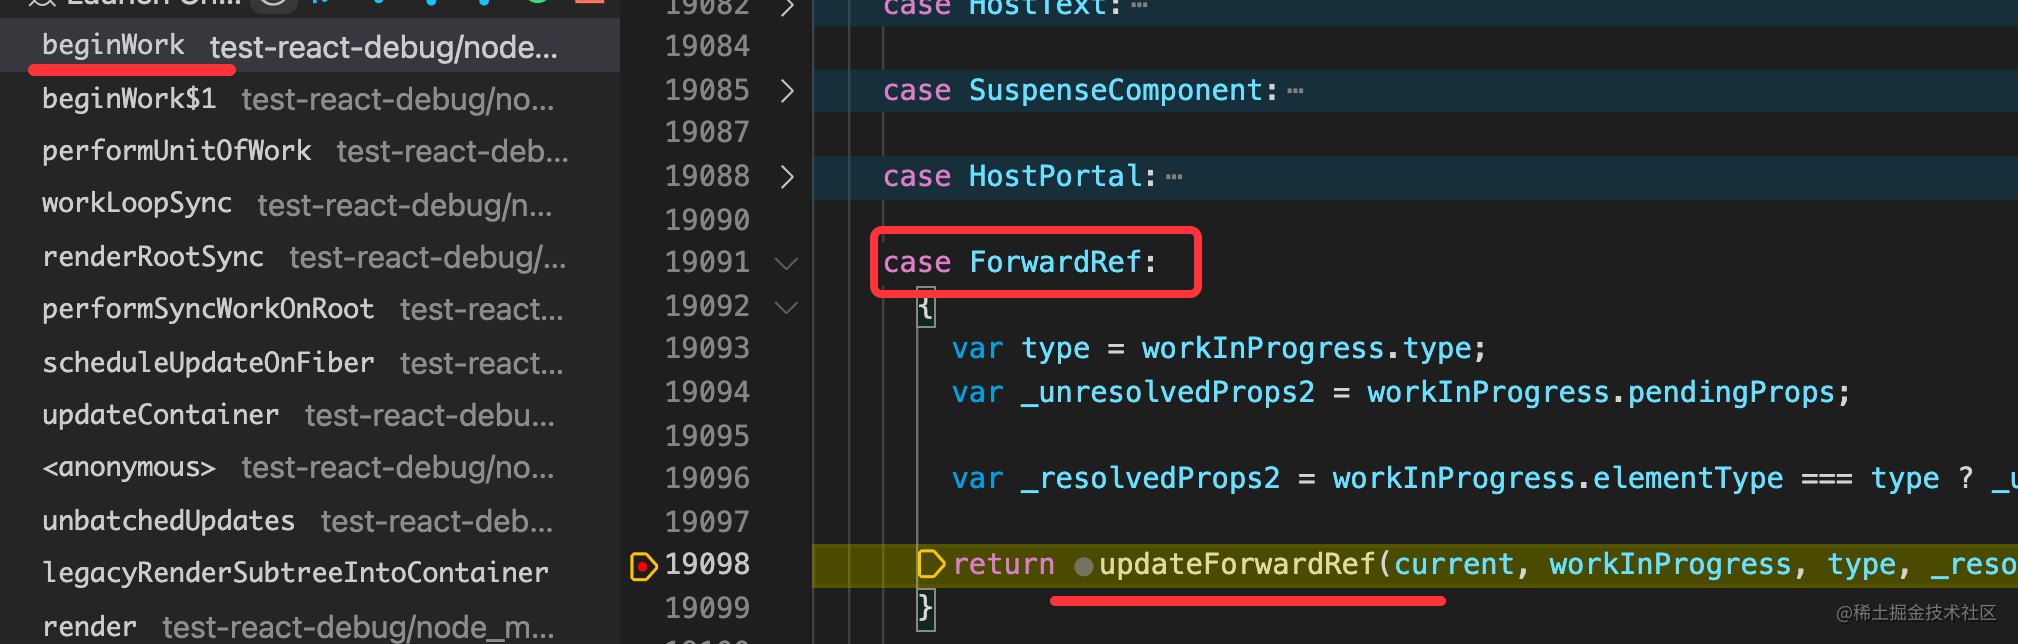 Launch Ch...
beginWork test-react-debug/node...
beginWork$1 test-react-debug/no...
performUnitOfWork test-react-deb...
workLoopSync test-react-debug/n...
renderRootSync test-react-debug/...
performSyncWorkOnRoot test-react...
scheduleUpdateOnFiber test-react...
updateContainer test-react-debu...
<anonymous> test-react-debug/no...
unbatchedUpdates test-react-deb...
legacyRenderSubtreeIntoContainer
render test-react-debug/node_m...
19082 case HostText: ...
19084
19085 case SuspenseComponent: ...
19087
19088 case HostPortal: ...
19090
19091 case ForwardRef:
19092 {
19093 var type = workInProgress.type;
19094 var _unresolvedProps2 = workInProgress.pendingProps;
19095
19096 var _resolvedProps2 = workInProgress.elementType === type ? _u
19097
19098 return updateForwardRef(current, workInProgress, type, _reso
19099 }
19100
@稀土掘金技术社区